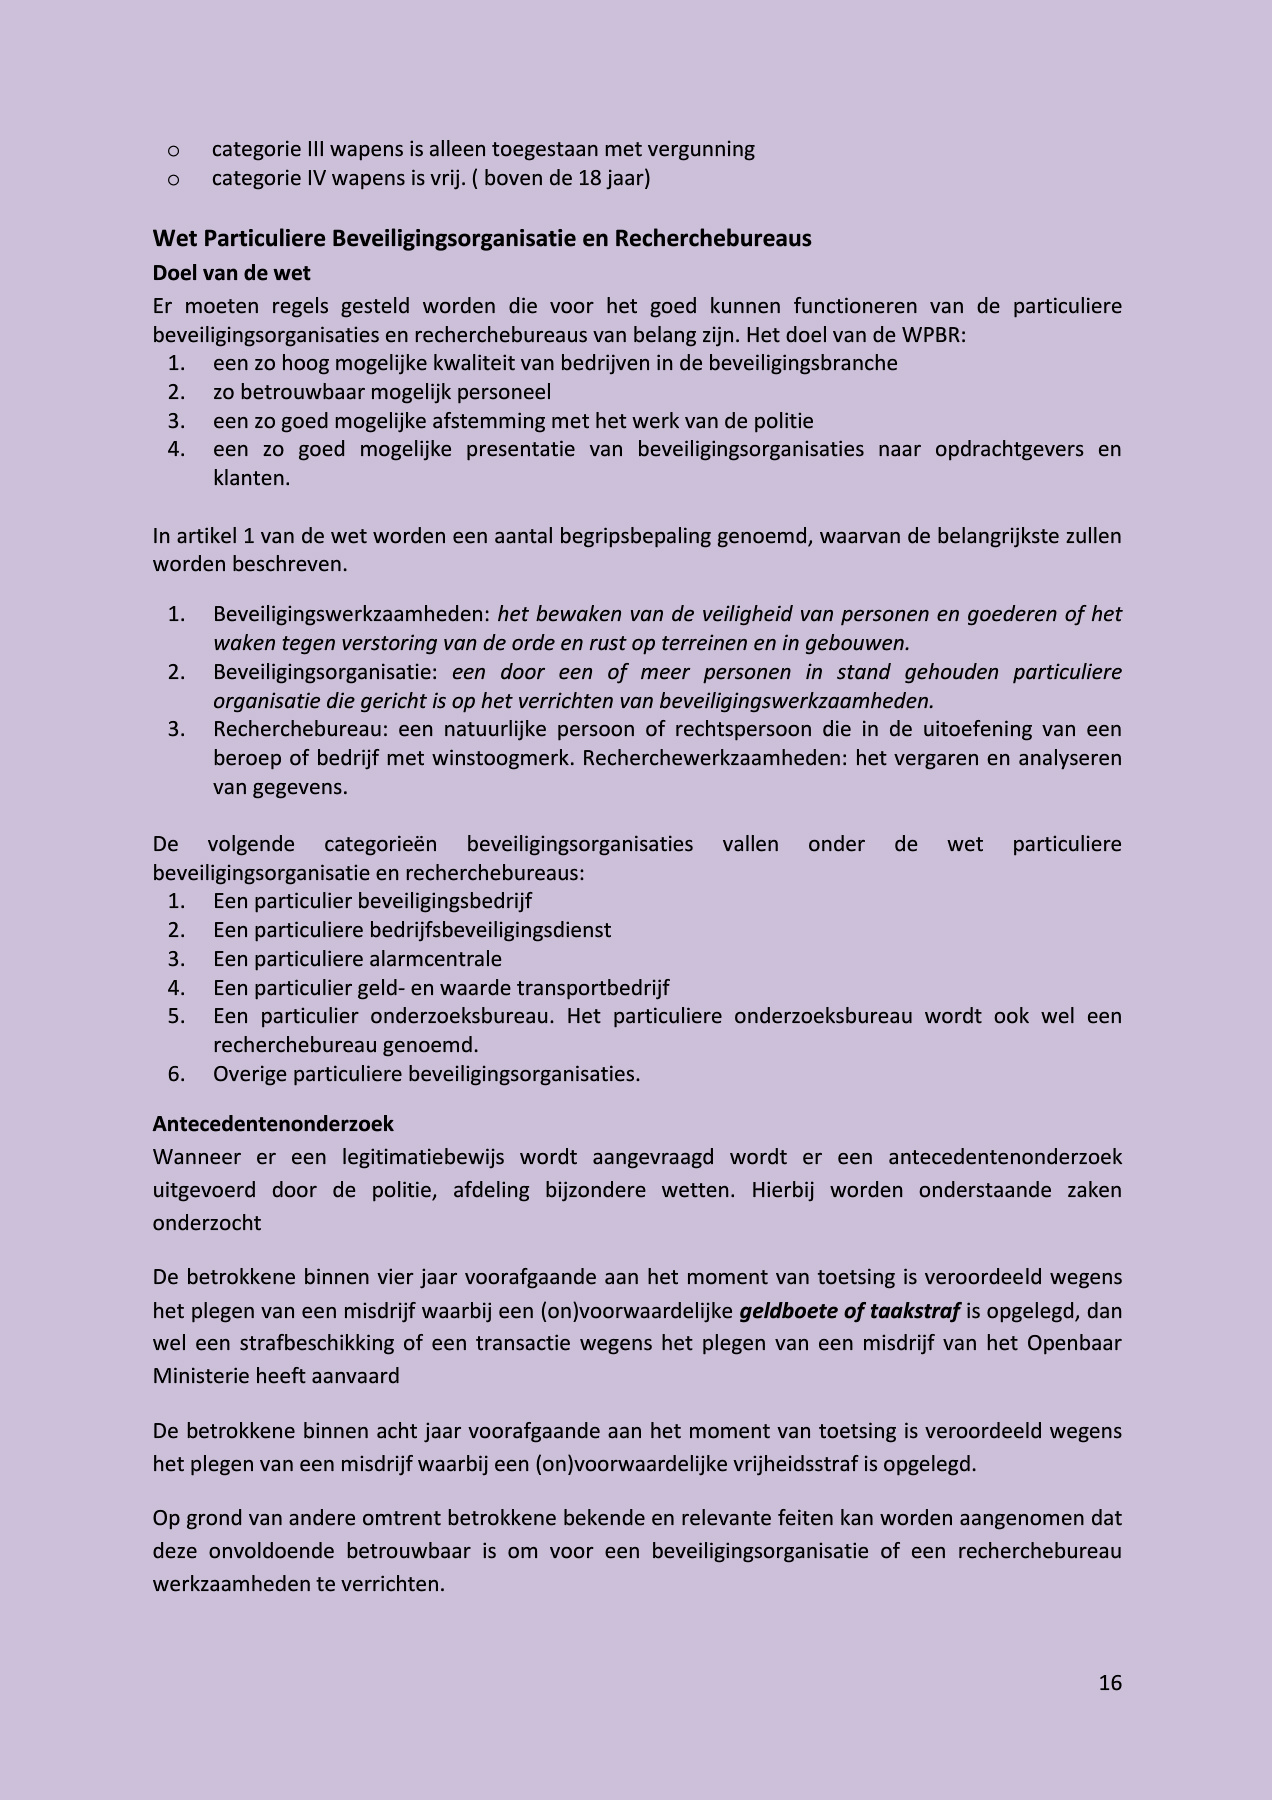 o categorie III wapens is alleen toegestaan met vergunning
o categorie IV wapens is vrij. ( boven de 18 jaar)
Wet Particuliere Beveiligingsorganisatie en Recherchebureaus
Doel van de wet
Er moeten regels gesteld worden die voor het goed kunnen functioneren van de particuliere
beveiligingsorganisaties en recherchebureaus van belang zijn. Het doel van de WPBR:
1. een zo hoog mogelijke kwaliteit van bedrijven in de beveiligingsbranche
2. zo betrouwbaar mogelijk personeel
3. een zo goed mogelijke afstemming met het werk van de politie
4. een zo goed mogelijke presentatie van beveiligingsorganisaties naar opdrachtgevers en
klanten.
In artikel 1 van de wet worden een aantal begripsbepaling genoemd, waarvan de belangrijkste zullen
worden beschreven.
1. Beveiligingswerkzaamheden: het bewaken van de veiligheid van personen en goederen of het
waken tegen verstoring van de orde en rust op terreinen en in gebouwen.
2. Beveiligingsorganisatie: een door een of meer personen in stand gehouden particuliere
organisatie die gericht is op het verrichten van beveiligingswerkzaamheden.
3. Recherchebureau: een natuurlijke persoon of rechtspersoon die in de uitoefening van een
beroep of bedrijf met winstoogmerk. Recherchewerkzaamheden: het vergaren en analyseren
van gegevens.
De volgende categorieën beveiligingsorganisaties vallen onder de wet particuliere
beveiligingsorganisatie en recherchebureaus:
1. Een particulier beveiligingsbedrijf
2. Een particuliere bedrijfsbeveiligingsdienst
3. Een particuliere alarmcentrale
4. Een particulier geld- en waarde transportbedrijf
5. Een particulier onderzoeksbureau. Het particuliere onderzoeksbureau wordt ook wel een
recherchebureau genoemd.
6. Overige particuliere beveiligingsorganisaties.
Antecedentenonderzoek
Wanneer er een legitimatiebewijs wordt aangevraagd wordt er een antecedentenonderzoek
uitgevoerd door de politie, afdeling bijzondere wetten. Hierbij worden onderstaande zaken
onderzocht
De betrokkene binnen vier jaar voorafgaande aan het moment van toetsing is veroordeeld wegens
het plegen van een misdrijf waarbij een (on)voorwaardelijke geldboete of taakstraf is opgelegd, dan
wel een strafbeschikking of een transactie wegens het plegen van een misdrijf van het Openbaar
Ministerie heeft aanvaard
De betrokkene binnen acht jaar voorafgaande aan het moment van toetsing is veroordeeld wegens
het plegen van een misdrijf waarbij een (on)voorwaardelijke vrijheidsstraf is opgelegd.
Op grond van andere omtrent betrokkene bekende en relevante feiten kan worden aangenomen dat
deze onvoldoende betrouwbaar is om voor een beveiligingsorganisatie of een recherchebureau
werkzaamheden te verrichten.
16